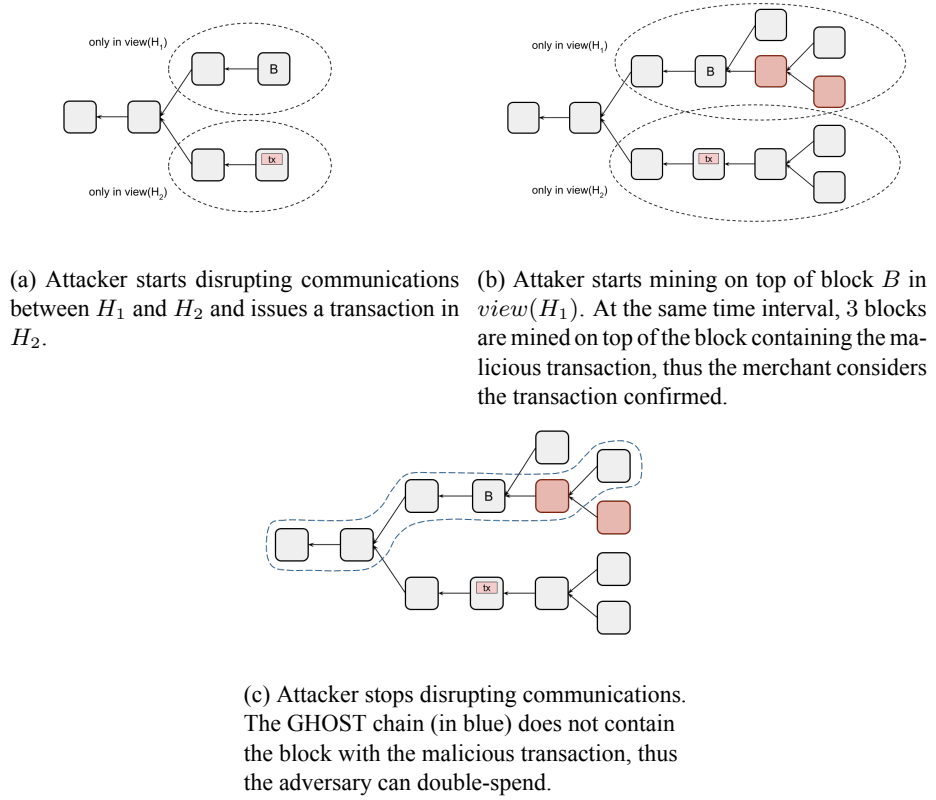 only in view(H₁)
B
tx
only in view(H₂)
only in view(H₁)
B
tx
only in view(H₂)
(a) Attacker starts disrupting communications
between H₁ and H₂ and issues a transaction in
H₂.
(b) Attaker starts mining on top of block B in
view(H₁). At the same time interval, 3 blocks
are mined on top of the block containing the ma-
licious transaction, thus the merchant considers
the transaction confirmed.
B
tx
(c) Attacker stops disrupting communications.
The GHOST chain (in blue) does not contain
the block with the malicious transaction, thus
the adversary can double-spend.